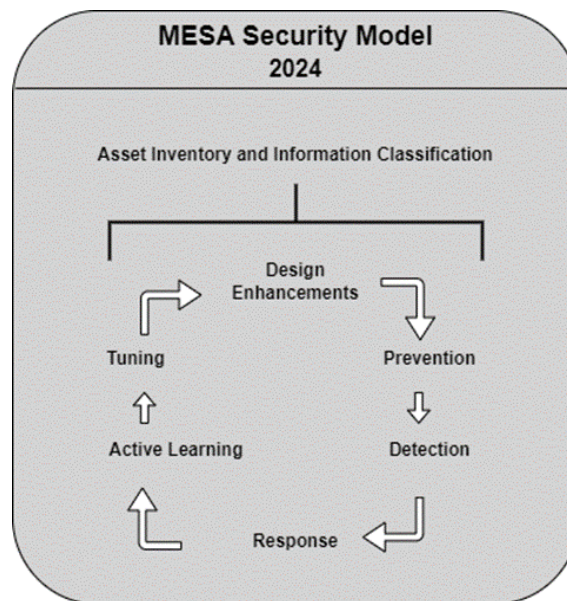 MESA Security Model
2024
Asset Inventory and Information Classification
Design
Enhancements
Tuning
Prevention
Active Learning
Detection
Response